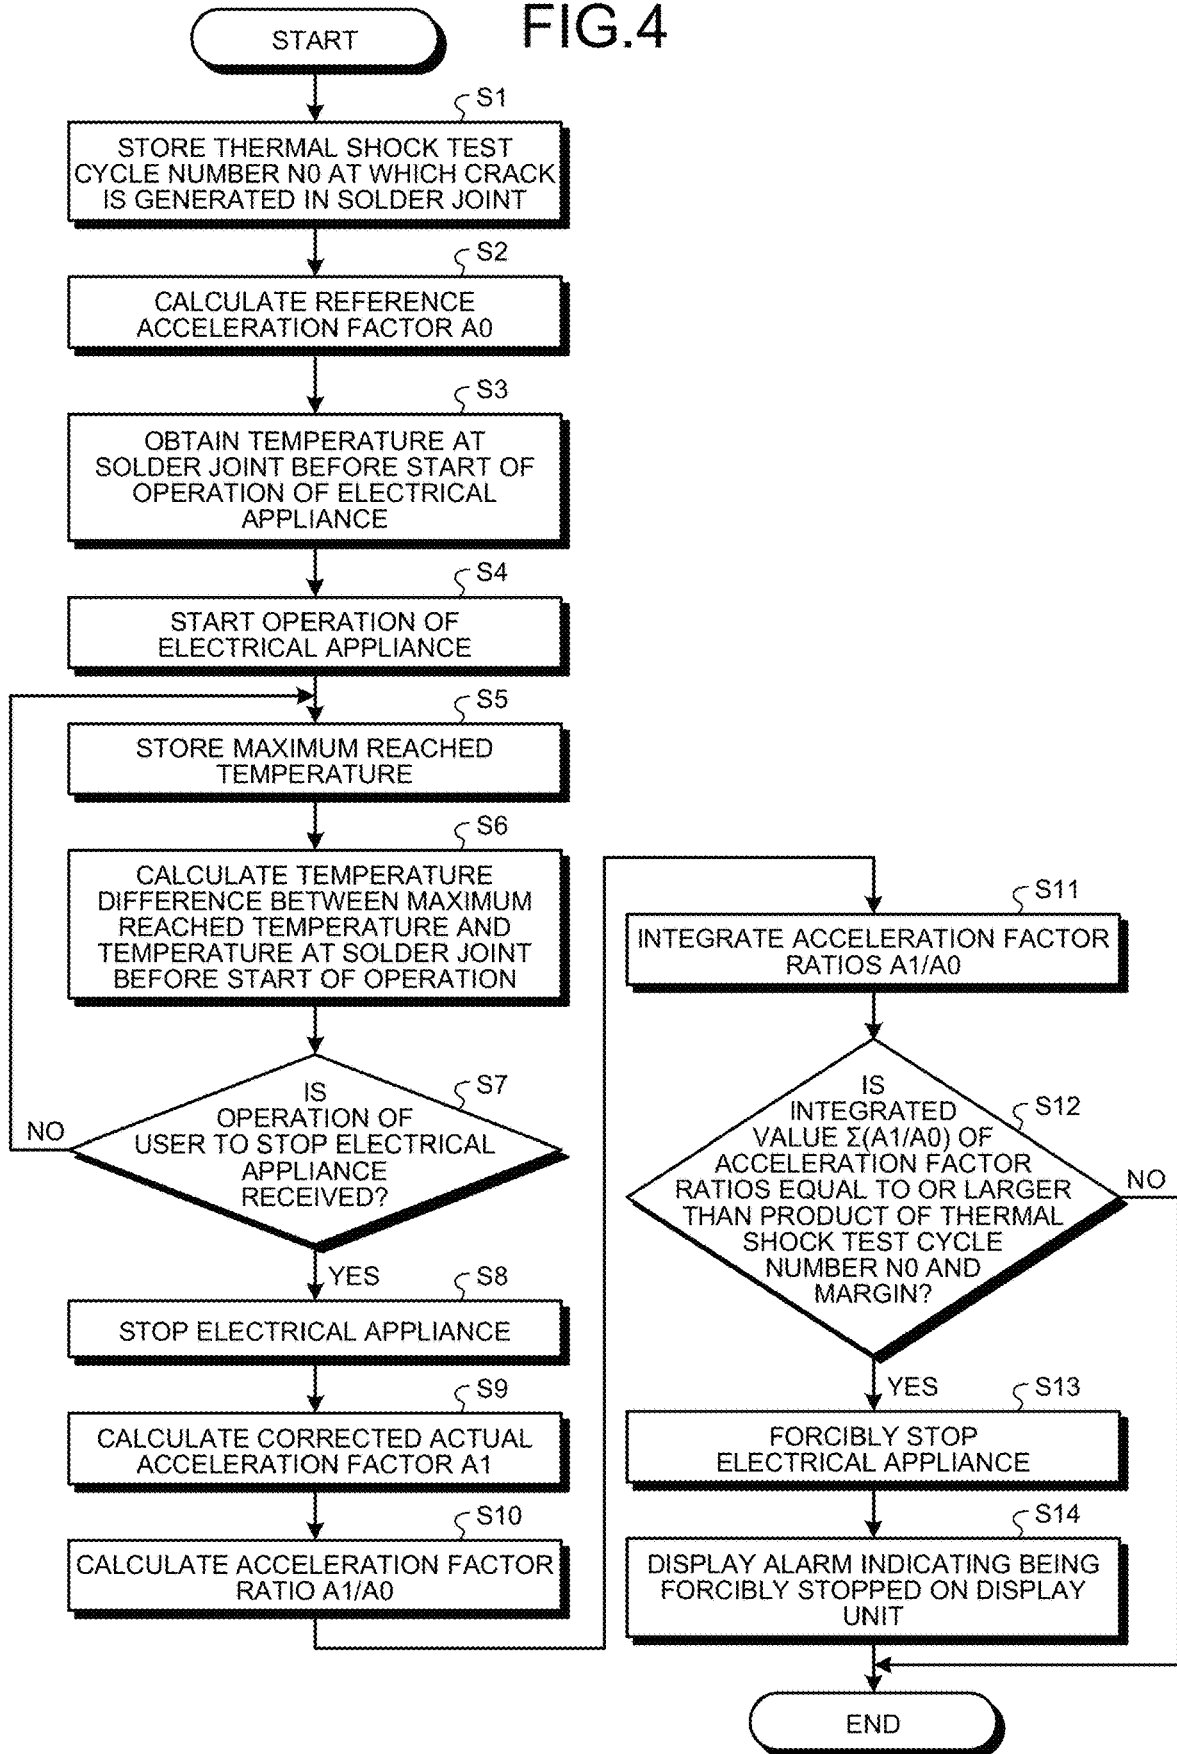 FIG.4
START
S1
STORE THERMAL SHOCK TEST
CYCLE NUMBER N0 AT WHICH CRACK
IS GENERATED IN SOLDER JOINT
S2
CALCULATE REFERENCE
ACCELERATION FACTOR A0
S3
OBTAIN TEMPERATURE AT
SOLDER JOINT BEFORE START OF
OPERATION OF ELECTRICAL
APPLIANCE
S4
START OPERATION OF
ELECTRICAL APPLIANCE
S5
STORE MAXIMUM REACHED
TEMPERATURE
S6
CALCULATE TEMPERATURE
DIFFERENCE BETWEEN MAXIMUM
REACHED TEMPERATURE AND
TEMPERATURE AT SOLDER JOINT
BEFORE START OF OPERATION
S7
IS
OPERATION OF
USER TO STOP ELECTRICAL
APPLIANCE
RECEIVED?
NO
YES
S8
STOP ELECTRICAL APPLIANCE
S9
CALCULATE CORRECTED ACTUAL
ACCELERATION FACTOR A1
S10
CALCULATE ACCELERATION FACTOR
RATIO A1/A0
S11
INTEGRATE ACCELERATION FACTOR
RATIOS A1/A0
S12
IS
INTEGRATED
VALUE Σ(A1/A0) OF
ACCELERATION FACTOR
RATIOS EQUAL TO OR LARGER
THAN PRODUCT OF THERMAL
SHOCK TEST CYCLE
NUMBER N0 AND
MARGIN?
NO
YES
S13
FORCIBLY STOP
ELECTRICAL APPLIANCE
S14
DISPLAY ALARM INDICATING BEING
FORCIBLY STOPPED ON DISPLAY
UNIT
END